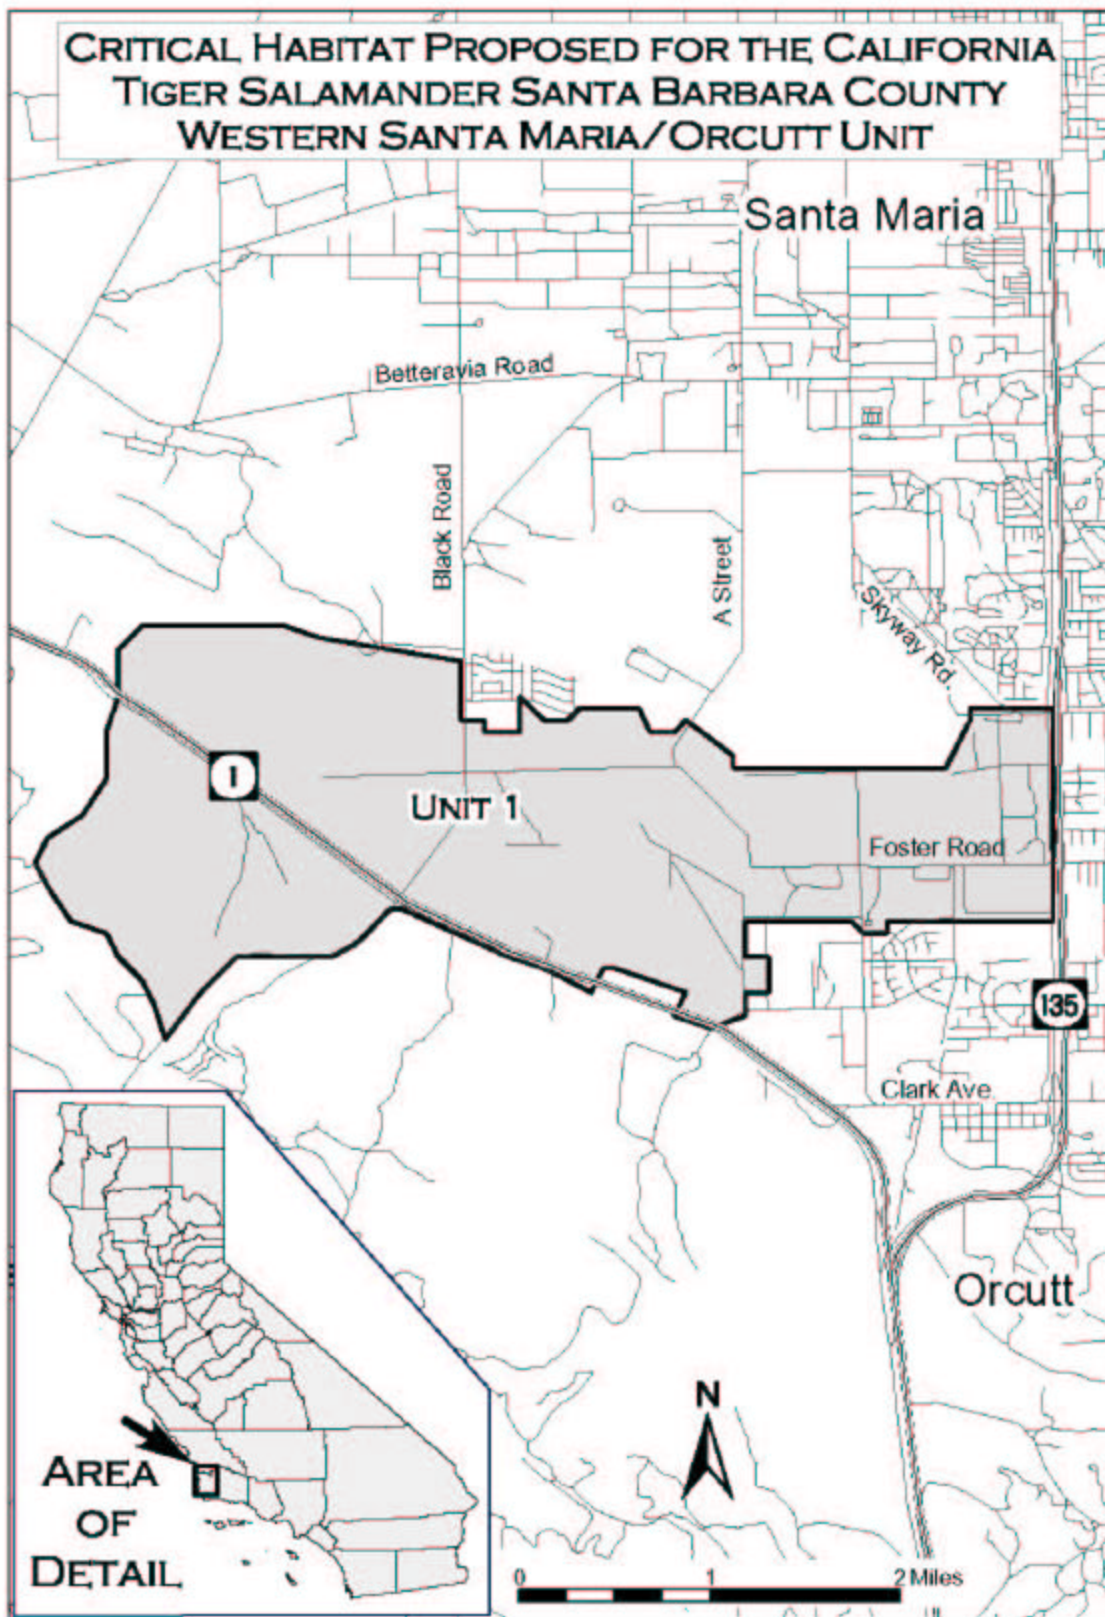 CRITICAL HABITAT PROPOSED FOR THE CALIFORNIA
TIGER SALAMANDER SANTA BARBARA COUNTY
WESTERN SANTA MARIA/ORCUTT UNIT
Santa Maria
Betteravia Road
Black Road
A Street
Skyway Rd.
1
UNIT 1
Foster Road
135
Clark Ave.
Orcutt
N
AREA
OF
DETAIL
0 1 2 Miles